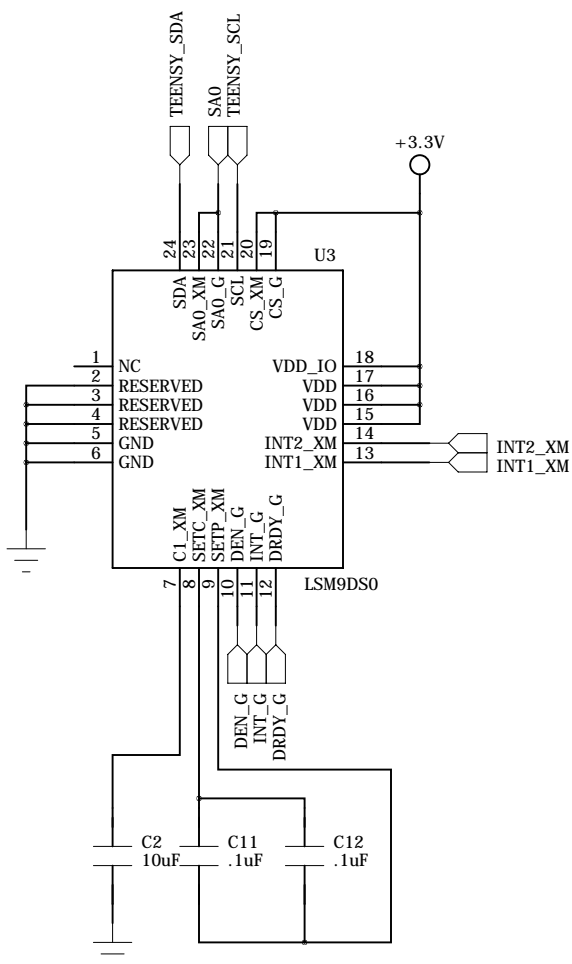 TEENSY_SDA
SA0
TEENSY_SCL
+3.3V
24
23
22
21
20
19
U3
SDA
SA0_XM
SA0_G
SCL
CS_XM
CS_G
1 NC
2 RESERVED
3 RESERVED
4 RESERVED
5 GND
6 GND
VDD_IO 18
VDD 17
VDD 16
VDD 15
INT2_XM 14
INT1_XM 13
INT2_XM
INT1_XM
C1_XM
SETC_XM
SETP_XM
DEN_G
INT_G
DRDY_G
7
8
9
10
11
12
LSM9DS0
DEN_G
INT_G
DRDY_G
C2
10uF
C11
.1uF
C12
.1uF